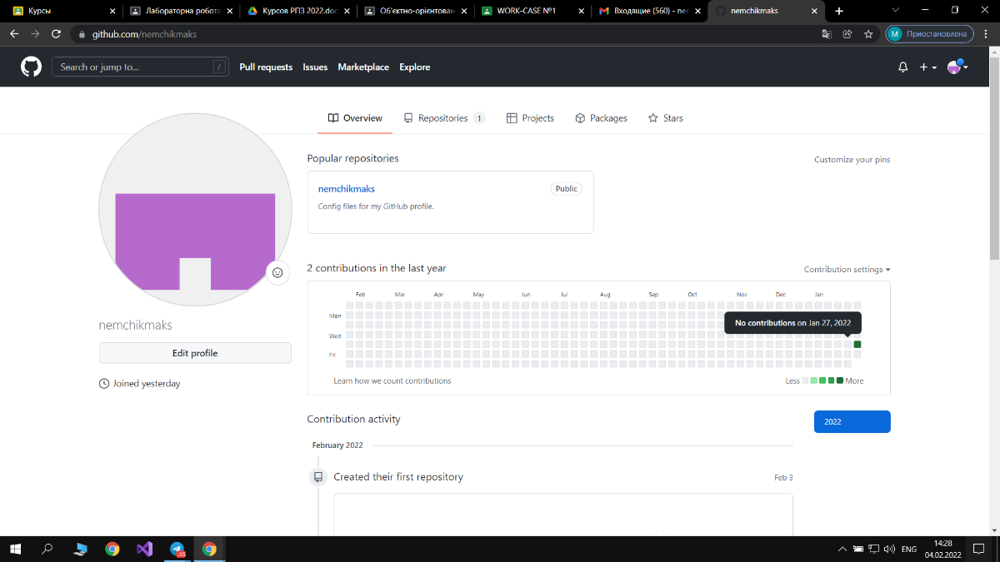 Курсы
Лабораторна робота
Курсов РПЗ 2022.doc
Об'єктно-орієнтован
WORK-CASE №1
Входящие (560) - nem
nemchikmaks
github.com/nemchikmaks
М Приостановлена
Search or jump to... /
Pull requests Issues Marketplace Explore
Overview Repositories 1 Projects Packages Stars
Popular repositories
Customize your pins
nemchikmaks Public
Config files for my GitHub profile.
2 contributions in the last year
Contribution settings
Feb Mar Apr May Jun Jul Aug Sep Oct Nov Dec Jan
Mon
No contributions on Jan 27, 2022
Wed
Fri
Learn how we count contributions
Less More
nemchikmaks
Edit profile
Joined yesterday
Contribution activity
2022
February 2022
Created their first repository
Feb 3
ENG
14:28
04.02.2022